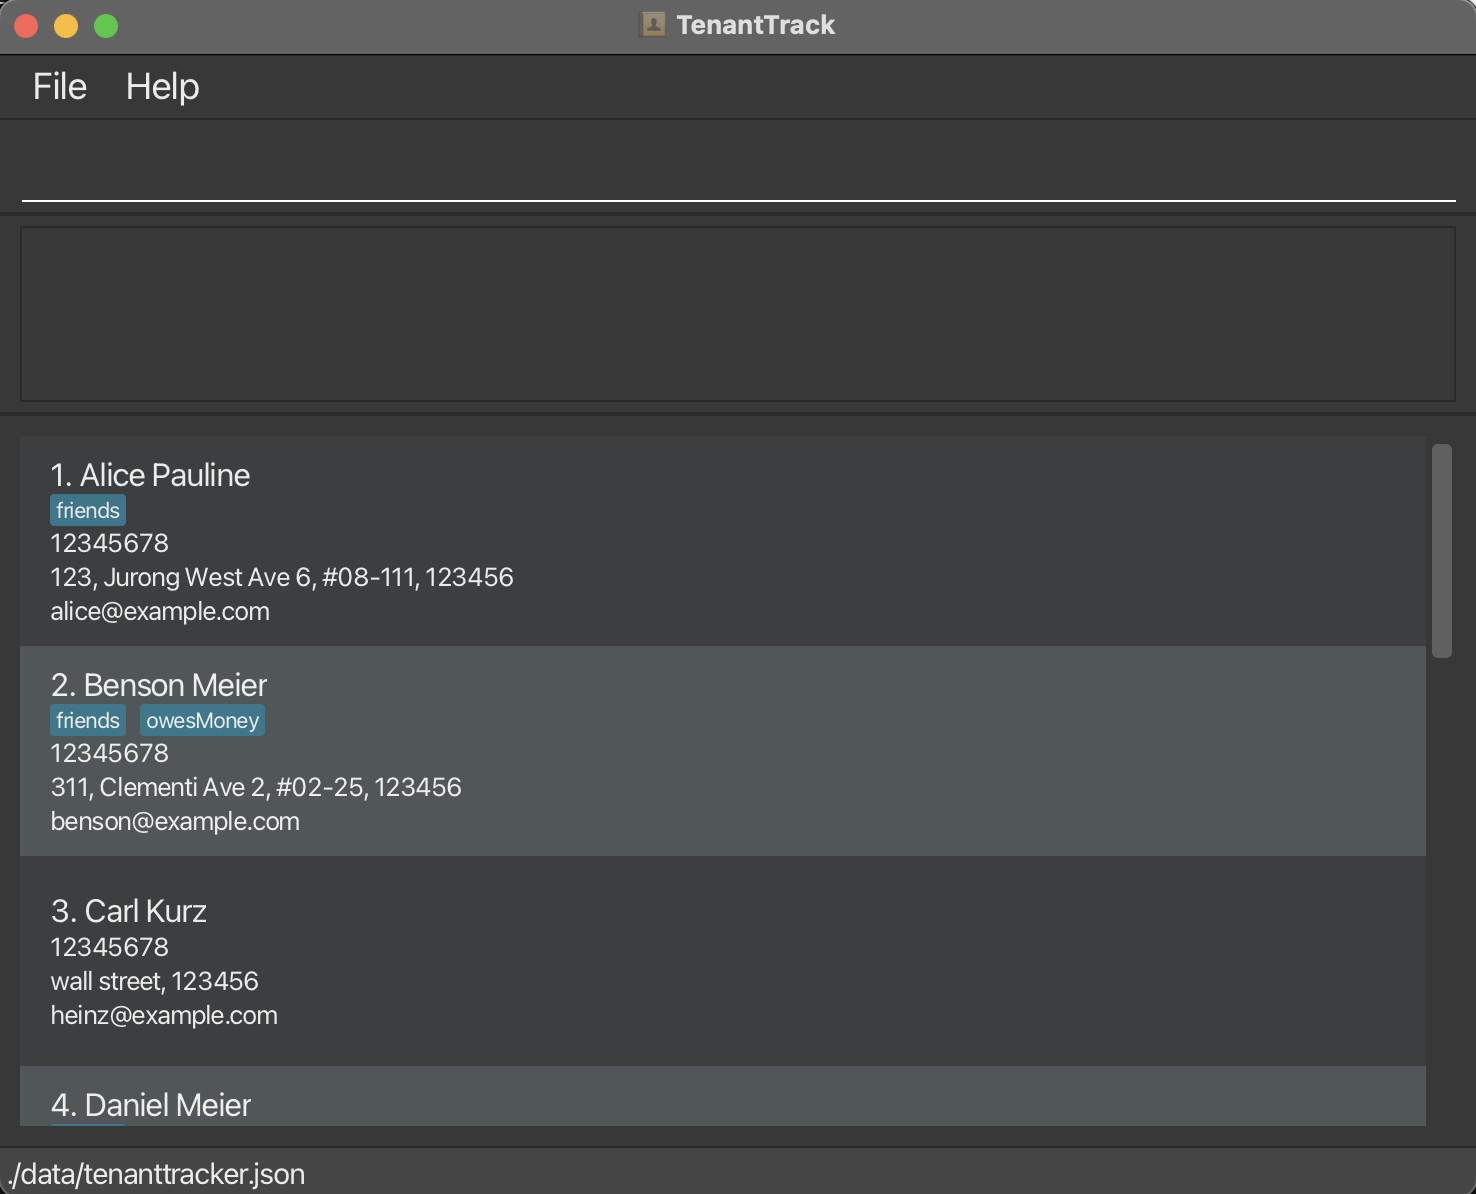 TenantTrack
File Help
1. Alice Pauline
friends
12345678
123, Jurong West Ave 6, #08-111, 123456
alice@example.com
2. Benson Meier
friends owesMoney
12345678
311, Clementi Ave 2, #02-25, 123456
benson@example.com
3. Carl Kurz
12345678
wall street, 123456
heinz@example.com
4. Daniel Meier
./data/tenanttracker.json